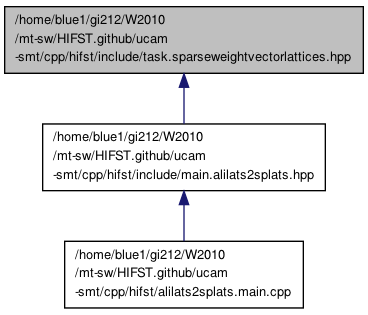 /home/blue1/gi212/W2010
/mt-sw/HIFST.github/ucam
-smt/cpp/hifst/include/task.sparseweightvectorlattices.hpp
/home/blue1/gi212/W2010
/mt-sw/HIFST.github/ucam
-smt/cpp/hifst/include/main.alilats2splats.hpp
/home/blue1/gi212/W2010
/mt-sw/HIFST.github/ucam
-smt/cpp/hifst/alilats2splats.main.cpp